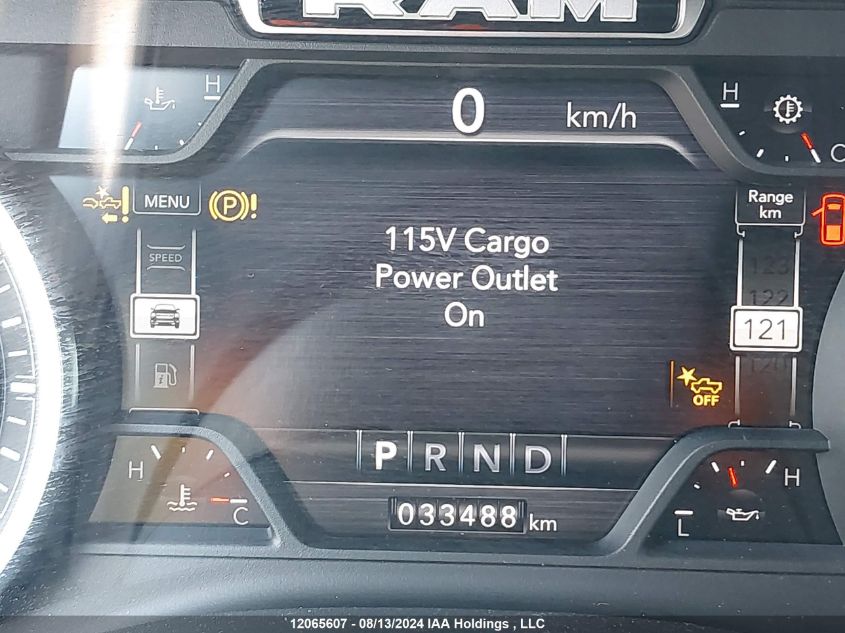 RAM
H
0 km/h
H
C
MENU
P
!
Range
km
115V Cargo
Power Outlet
On
SPEED
123
122
121
120
OFF
P R N D
H
C
H
L
033488 km
12065607 - 08/13/2024 IAA Holdings , LLC